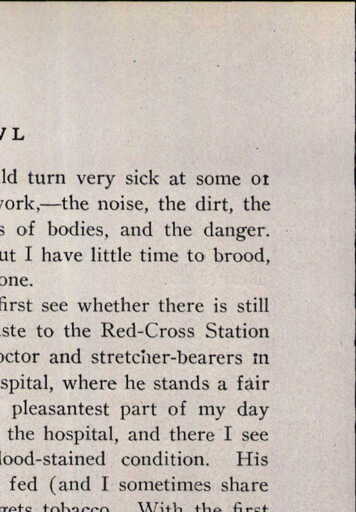 WL
ld turn very sick at some of
ork,—the noise, the dirt, the
s of bodies, and the danger.
ut I have little time to brood,
one.
first see whether there is still
ste to the Red-Cross Station
octor and stretcher-bearers in
spital, where he stands a fair
pleasantest part of my day
the hospital, and there I see
lood-stained condition. His
fed (and I sometimes share
gets tobacco. With the first